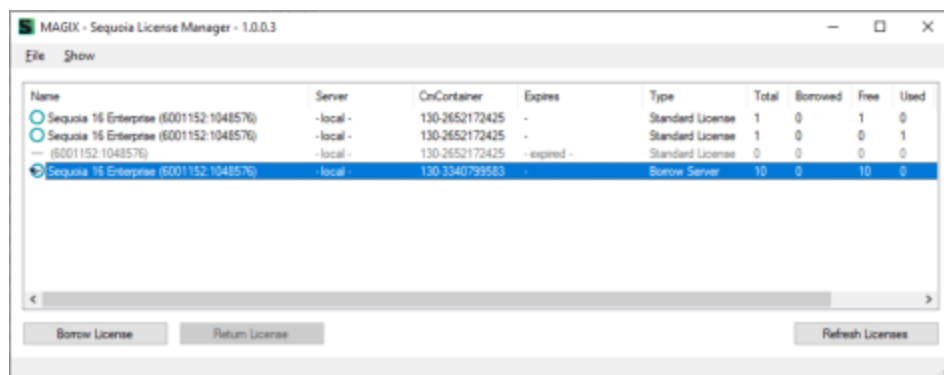 MAGIX - Sequoia License Manager - 1.0.0.3
File Show
Name Server CmContainer Expires Type Total Borrowed Free Used
Sequoia 16 Enterprise (6001152:1048576) - local - 130-2652172425 - Standard License 1 0 1 0
Sequoia 16 Enterprise (6001152:1048576) - local - 130-2652172425 - Standard License 1 0 0 1
— (6001152:1048576) - local - 130-2652172425 - expired - Standard License 0 0 0 0
Sequoia 16 Enterprise (6001152:1048576) - local - 130-3340799583 - Borrow Server 10 0 10 0
Borrow License Return License Refresh Licenses